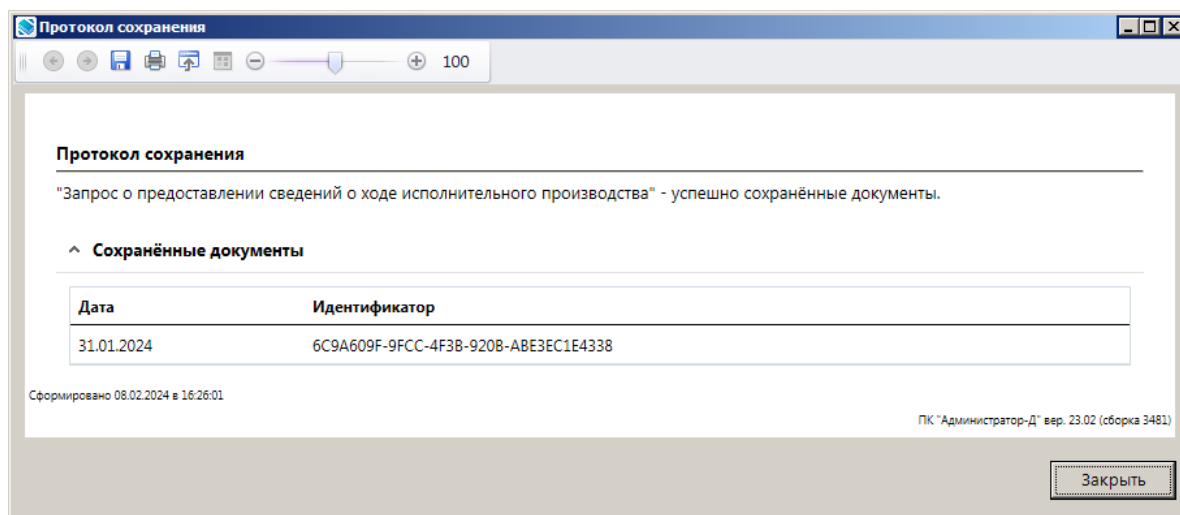 Протокол сохранения
100
Протокол сохранения
"Запрос о предоставлении сведений о ходе исполнительного производства" - успешно сохранённые документы.
Сохранённые документы
Дата Идентификатор
31.01.2024 6C9A609F-9FCC-4F3B-920B-ABE3EC1E4338
Сформировано 08.02.2024 в 16:26:01
ПК "Администратор-Д" вер. 23.02 (сборка 3481)
Закрыть